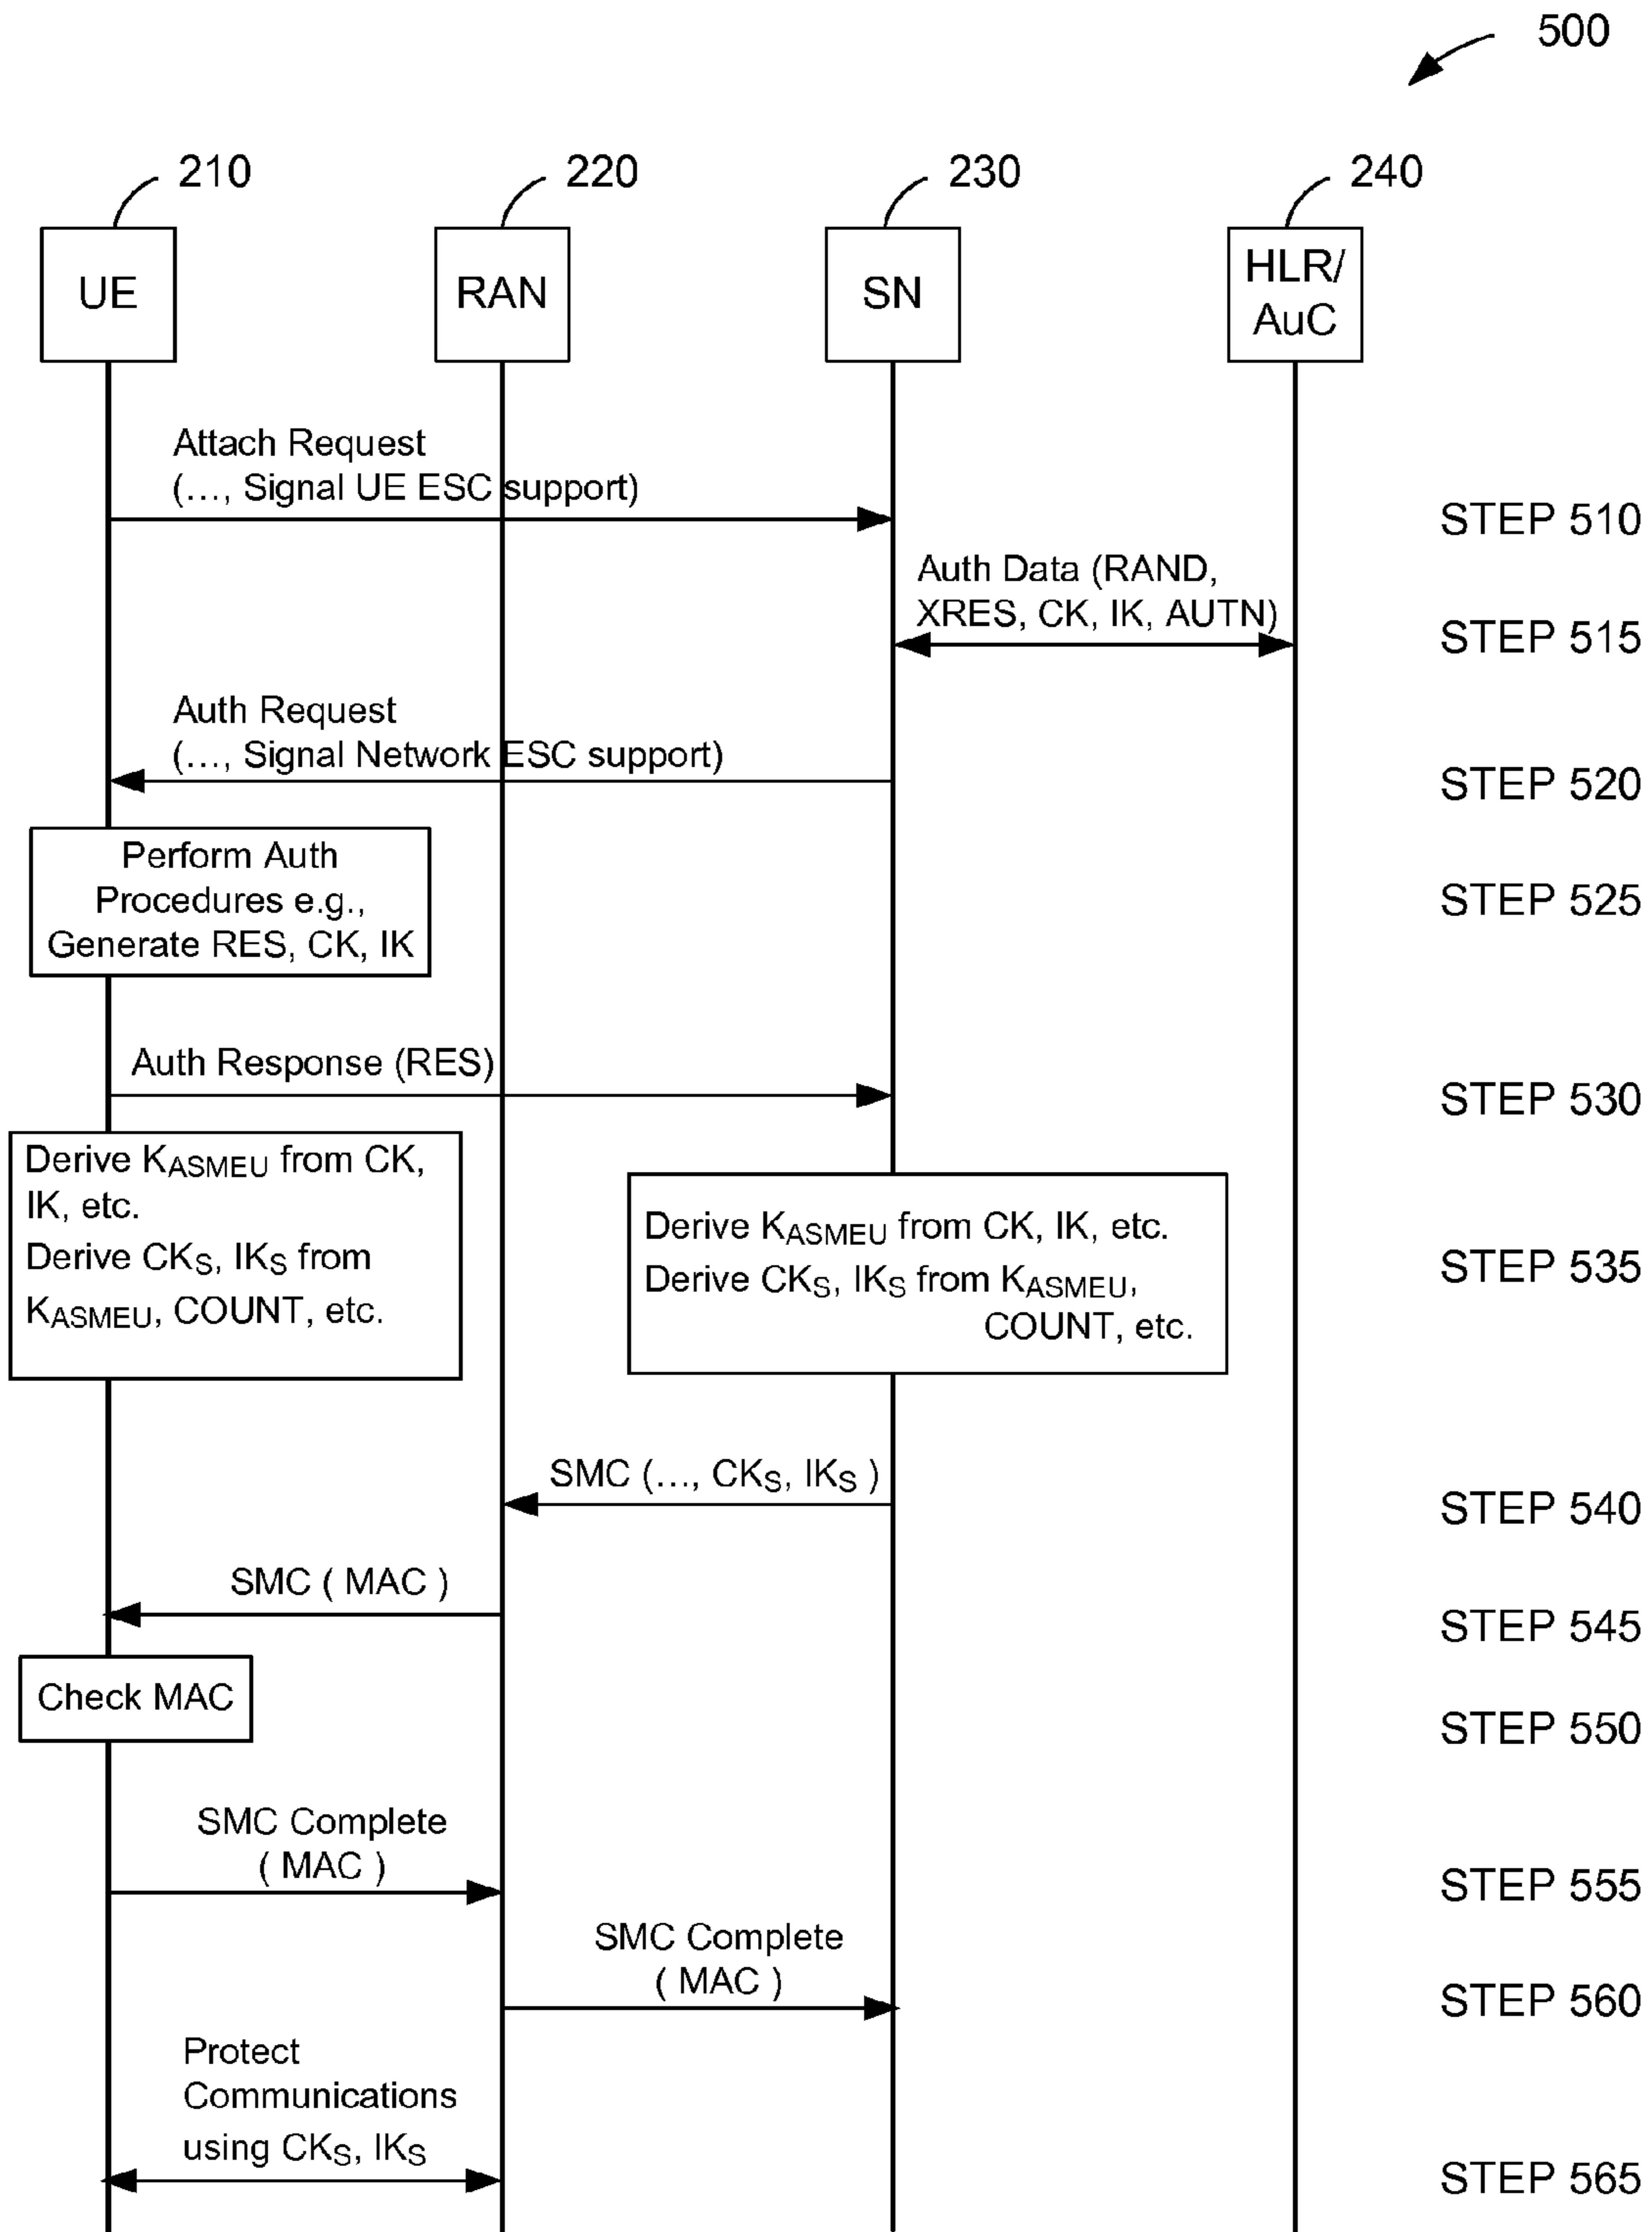 500
210
220
230
240
UE
RAN
SN
HLR/
AuC
Attach Request
(..., Signal UE ESC support)
STEP 510
Auth Data (RAND,
XRES, CK, IK, AUTN)
STEP 515
Auth Request
(..., Signal Network ESC support)
STEP 520
Perform Auth
Procedures e.g.,
Generate RES, CK, IK
STEP 525
Auth Response (RES)
STEP 530
Derive KASMEU from CK,
IK, etc.
Derive CKS, IKS from
KASMEU, COUNT, etc.
Derive KASMEU from CK, IK, etc.
Derive CKS, IKS from KASMEU,
COUNT, etc.
STEP 535
SMC (..., CKS, IKS )
STEP 540
SMC ( MAC )
STEP 545
Check MAC
STEP 550
SMC Complete
( MAC )
STEP 555
SMC Complete
( MAC )
STEP 560
Protect
Communications
using CKS, IKS
STEP 565